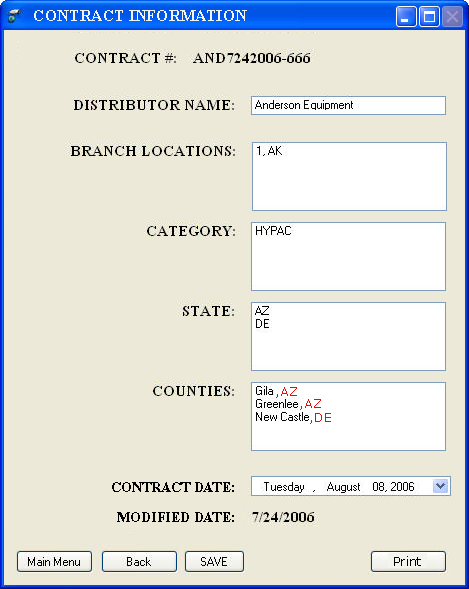 CONTRACT INFORMATION
CONTRACT #: AND7242006-666
DISTRIBUTOR NAME: Anderson Equipment
BRANCH LOCATIONS: 1, AK
CATEGORY: HYPAC
STATE: AZ
DE
COUNTIES: Gila , AZ
Greenlee, AZ
New Castle, DE
CONTRACT DATE: Tuesday , August 08, 2006
MODIFIED DATE: 7/24/2006
Main Menu Back SAVE Print